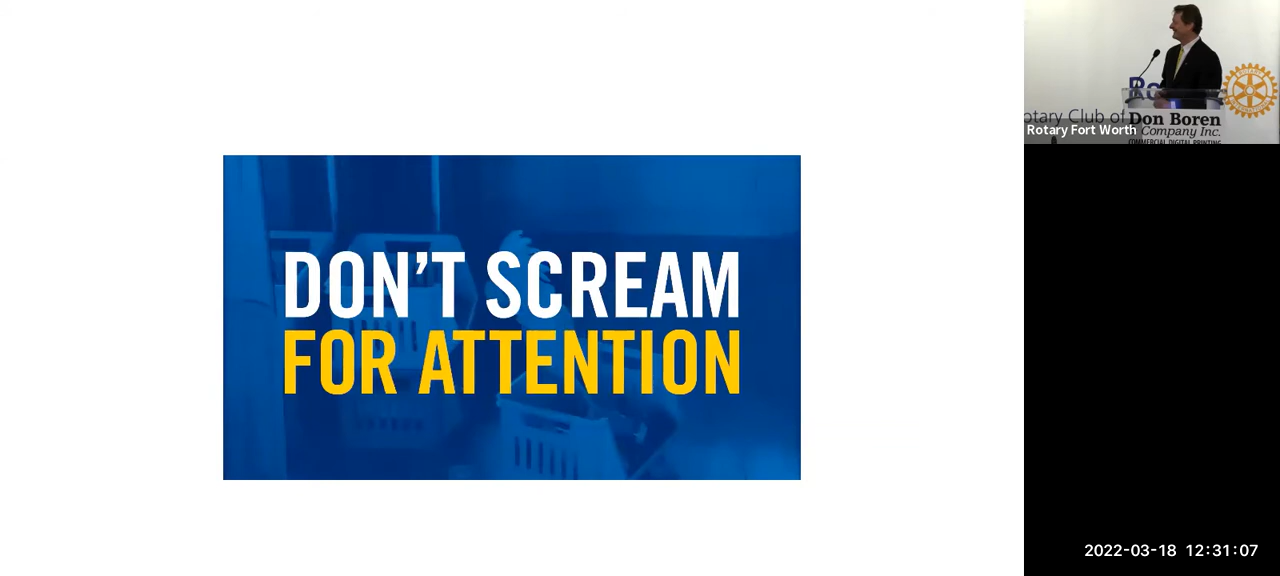 DON'T SCREAM
FOR ATTENTION
otary Club of
Don Boren
Company Inc.
COMMERCIAL DIGITAL PRINTING
Rotary Fort Worth
2022-03-18 12:31:07